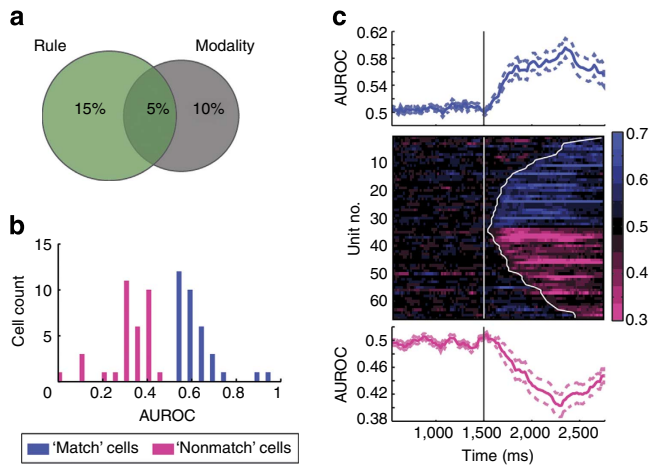 a
Rule
Modality
15%
5%
10%
b
15
10
5
Cell count
0
0.2
0.4
0.6
0.8
1
AUROC
'Match' cells
'Nonmatch' cells
c
0.62
0.58
0.54
0.5
AUROC
10
20
30
40
50
60
Unit no.
0.7
0.6
0.5
0.4
0.3
0.5
0.46
0.42
0.38
AUROC
1,000
1,500
2,000
2,500
Time (ms)